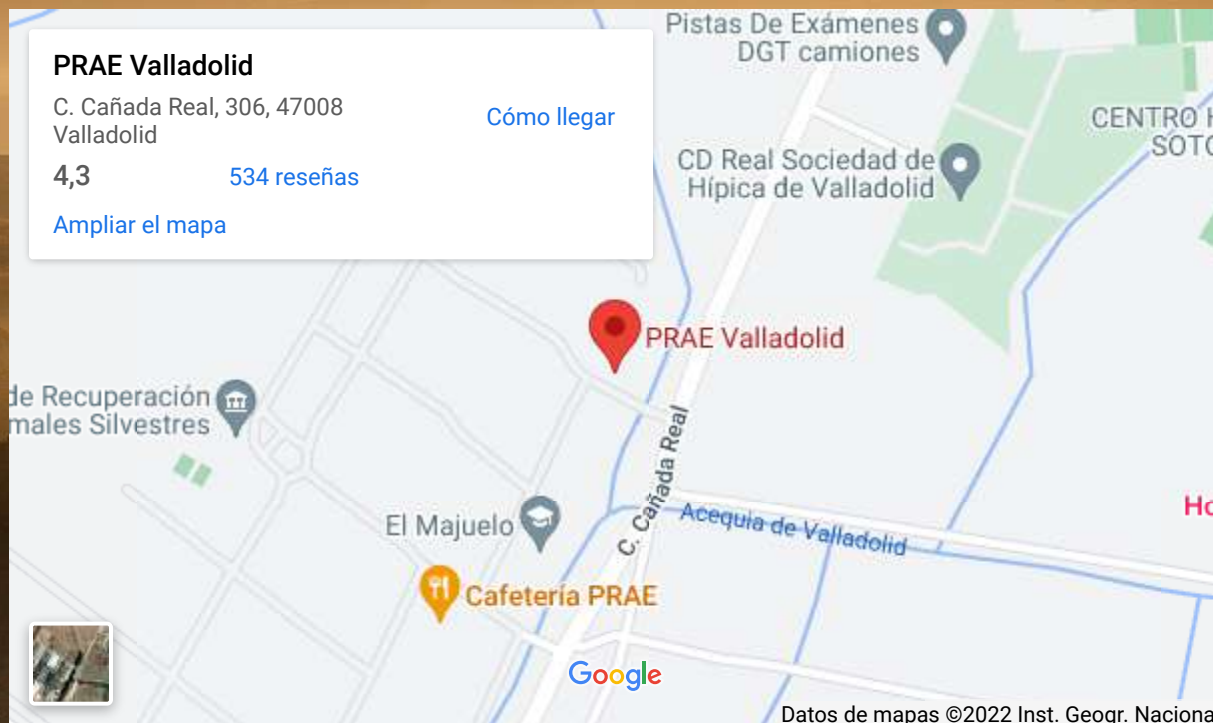 PRAE Valladolid
C. Cañada Real, 306, 47008
Valladolid
Cómo llegar
4,3
534 reseñas
Ampliar el mapa
Pistas De Exámenes
DGT camiones
CENTRO
CD Real Sociedad de
Hípica de Valladolid
PRAE Valladolid
de Recuperación
Silvestres
C. Cañada Real
El Majuelo
Acequia de Valladolid
Cafetería PRAE
Google
Datos de mapas ©2022 Inst. Geogr. Naciona